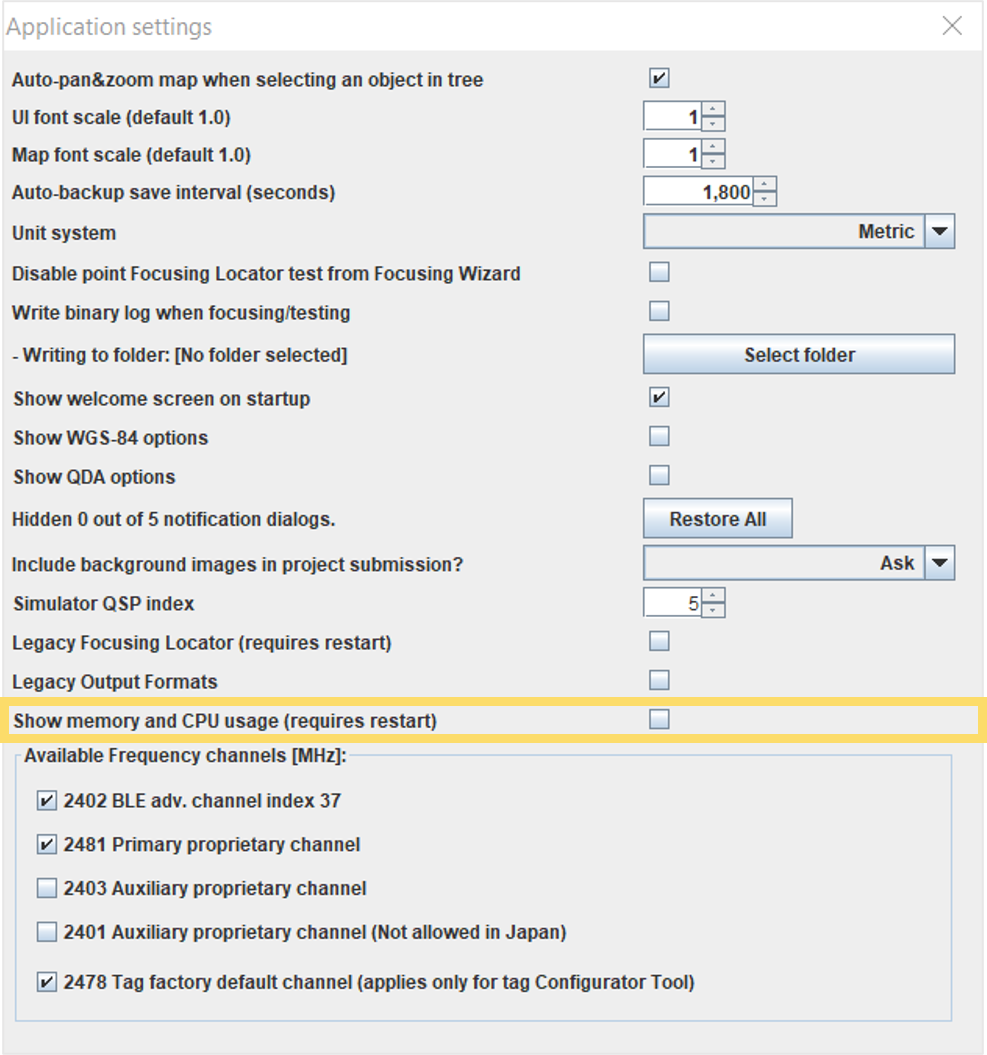 Application settings
Auto-pan&zoom map when selecting an object in tree
UI font scale (default 1.0) 1
Map font scale (default 1.0) 1
Auto-backup save interval (seconds) 1,800
Unit system Metric
Disable point Focusing Locator test from Focusing Wizard
Write binary log when focusing/testing
- Writing to folder: [No folder selected] Select folder
Show welcome screen on startup
Show WGS-84 options
Show QDA options
Hidden 0 out of 5 notification dialogs. Restore All
Include background images in project submission? Ask
Simulator QSP index 5
Legacy Focusing Locator (requires restart)
Legacy Output Formats
Show memory and CPU usage (requires restart)
Available Frequency channels [MHz]:
2402 BLE adv. channel index 37
2481 Primary proprietary channel
2403 Auxiliary proprietary channel
2401 Auxiliary proprietary channel (Not allowed in Japan)
2478 Tag factory default channel (applies only for tag Configurator Tool)